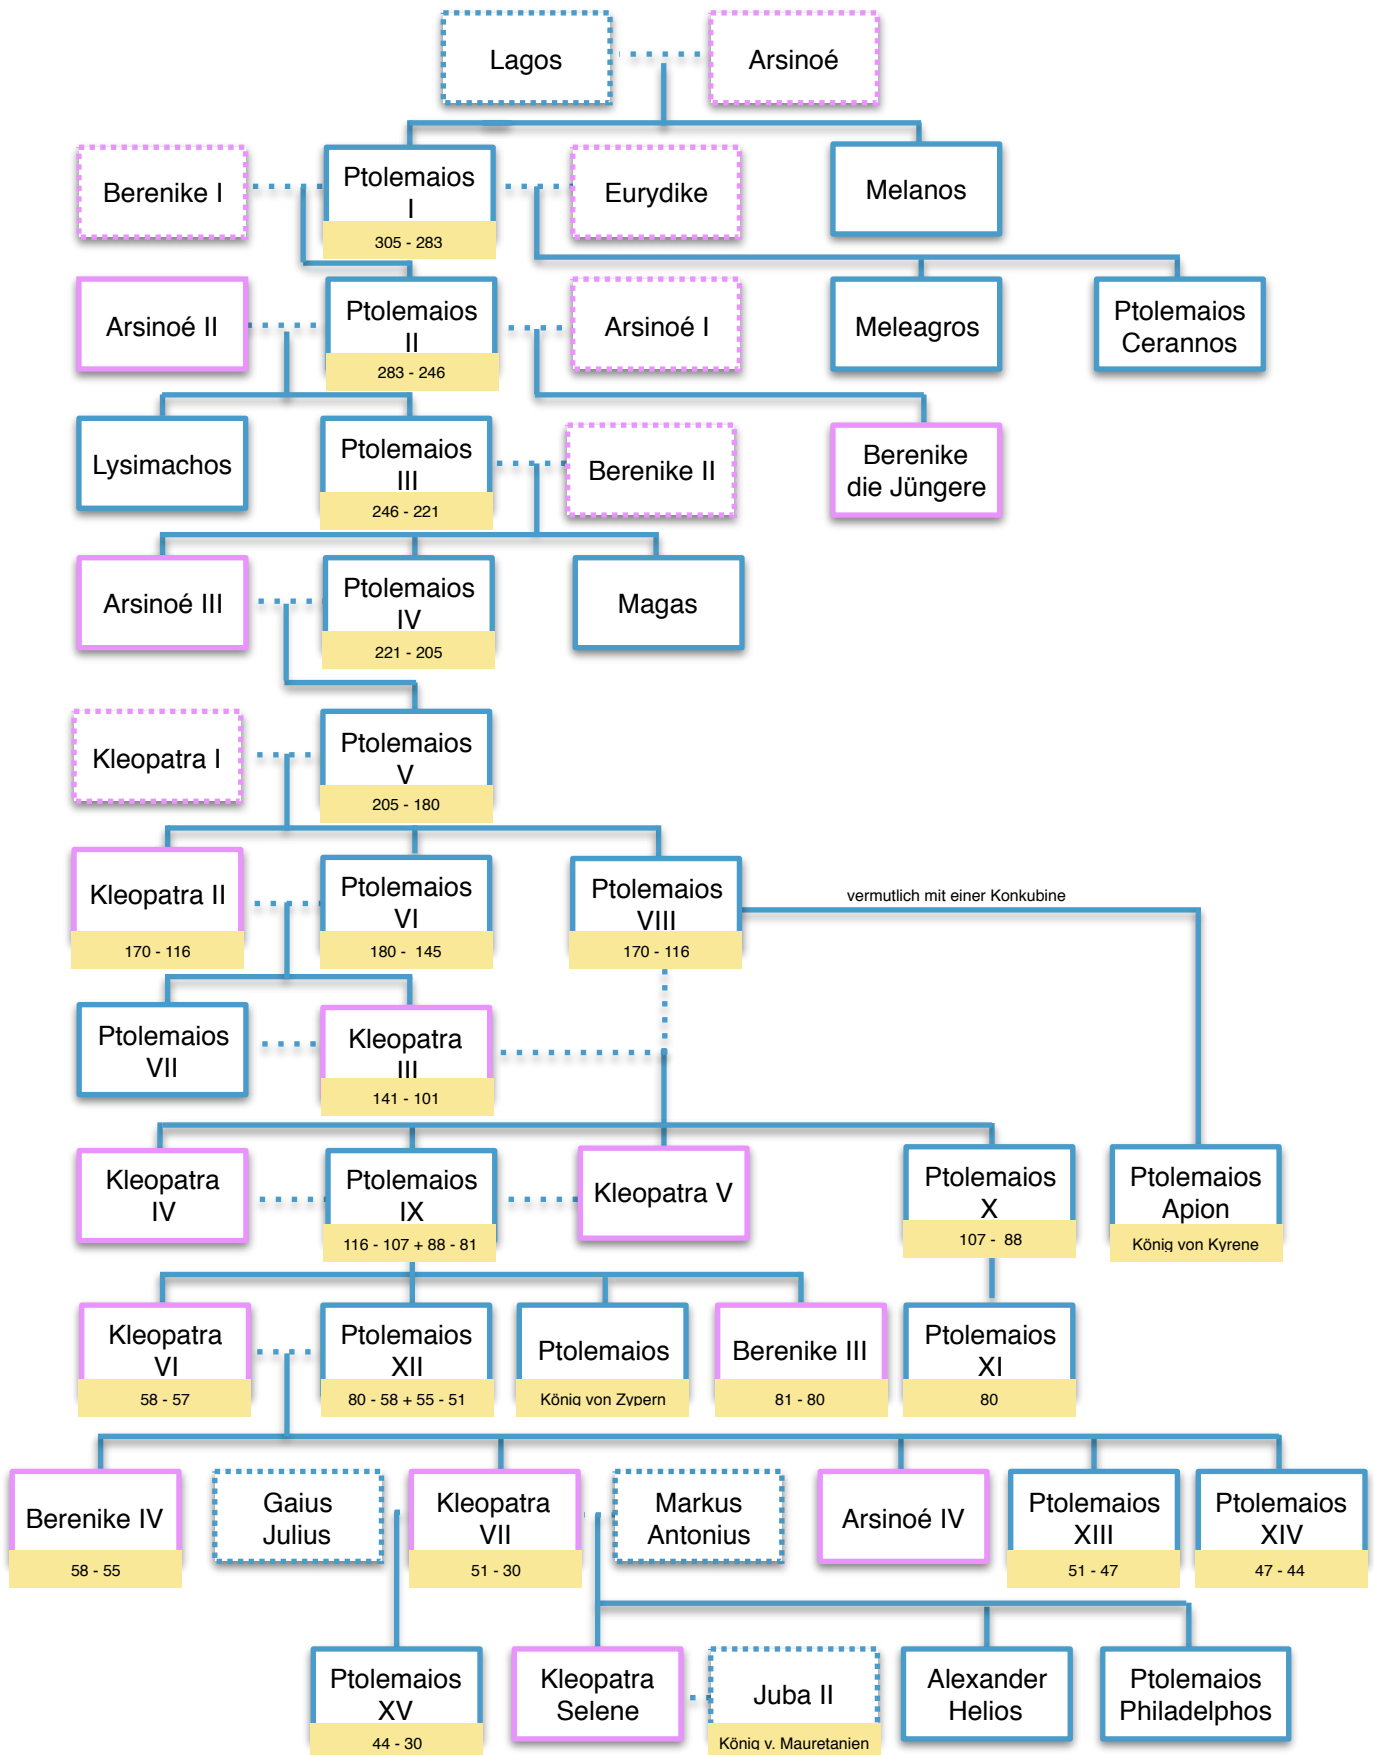 Lagos
Arsinoé
Berenike I
Ptolemaios
I
305 - 283
Eurydike
Melanos
Arsinoé II
Ptolemaios
II
283 - 246
Arsinoé I
Meleagros
Ptolemaios
Cerannos
Lysimachos
Ptolemaios
III
246 - 221
Berenike II
Berenike
die Jüngere
Arsinoé III
Ptolemaios
IV
221 - 205
Magas
Kleopatra I
Ptolemaios
V
205 - 180
Kleopatra II
170 - 116
Ptolemaios
VI
180 - 145
Ptolemaios
VIII
170 - 116
vermutlich mit einer Konkubine
Ptolemaios
VII
Kleopatra
III
141 - 101
Kleopatra
IV
Ptolemaios
IX
116 - 107 + 88 - 81
Kleopatra V
Ptolemaios
X
107 - 88
Ptolemaios
Apion
König von Kyrene
Kleopatra
VI
58 - 57
Ptolemaios
XII
80 - 58 + 55 - 51
Ptolemaios
König von Zypern
Berenike III
81 - 80
Ptolemaios
XI
80
Berenike IV
58 - 55
Gaius
Julius
Kleopatra
VII
51 - 30
Markus
Antonius
Arsinoé IV
Ptolemaios
XIII
51 - 47
Ptolemaios
XIV
47 - 44
Ptolemaios
XV
44 - 30
Kleopatra
Selene
Juba II
König v. Mauretanien
Alexander
Helios
Ptolemaios
Philadelphos